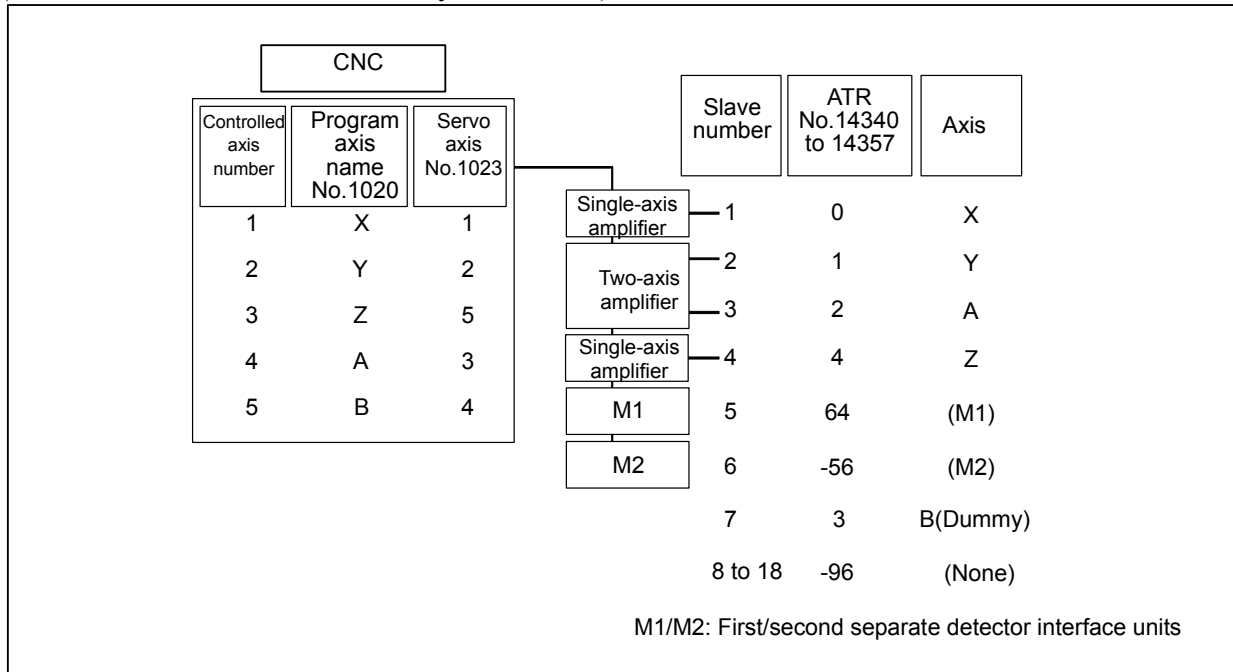 CNC
Controlled
axis
number
Program
axis
name
No.1020
Servo
axis
No.1023
1 X 1
2 Y 2
3 Z 5
4 A 3
5 B 4
Single-axis
amplifier
Two-axis
amplifier
Single-axis
amplifier
M1
M2
Slave
number
ATR
No.14340
to 14357
Axis
1 0 X
2 1 Y
3 2 A
4 4 Z
5 64 (M1)
6 -56 (M2)
7 3 B(Dummy)
8 to 18 -96 (None)
M1/M2: First/second separate detector interface units